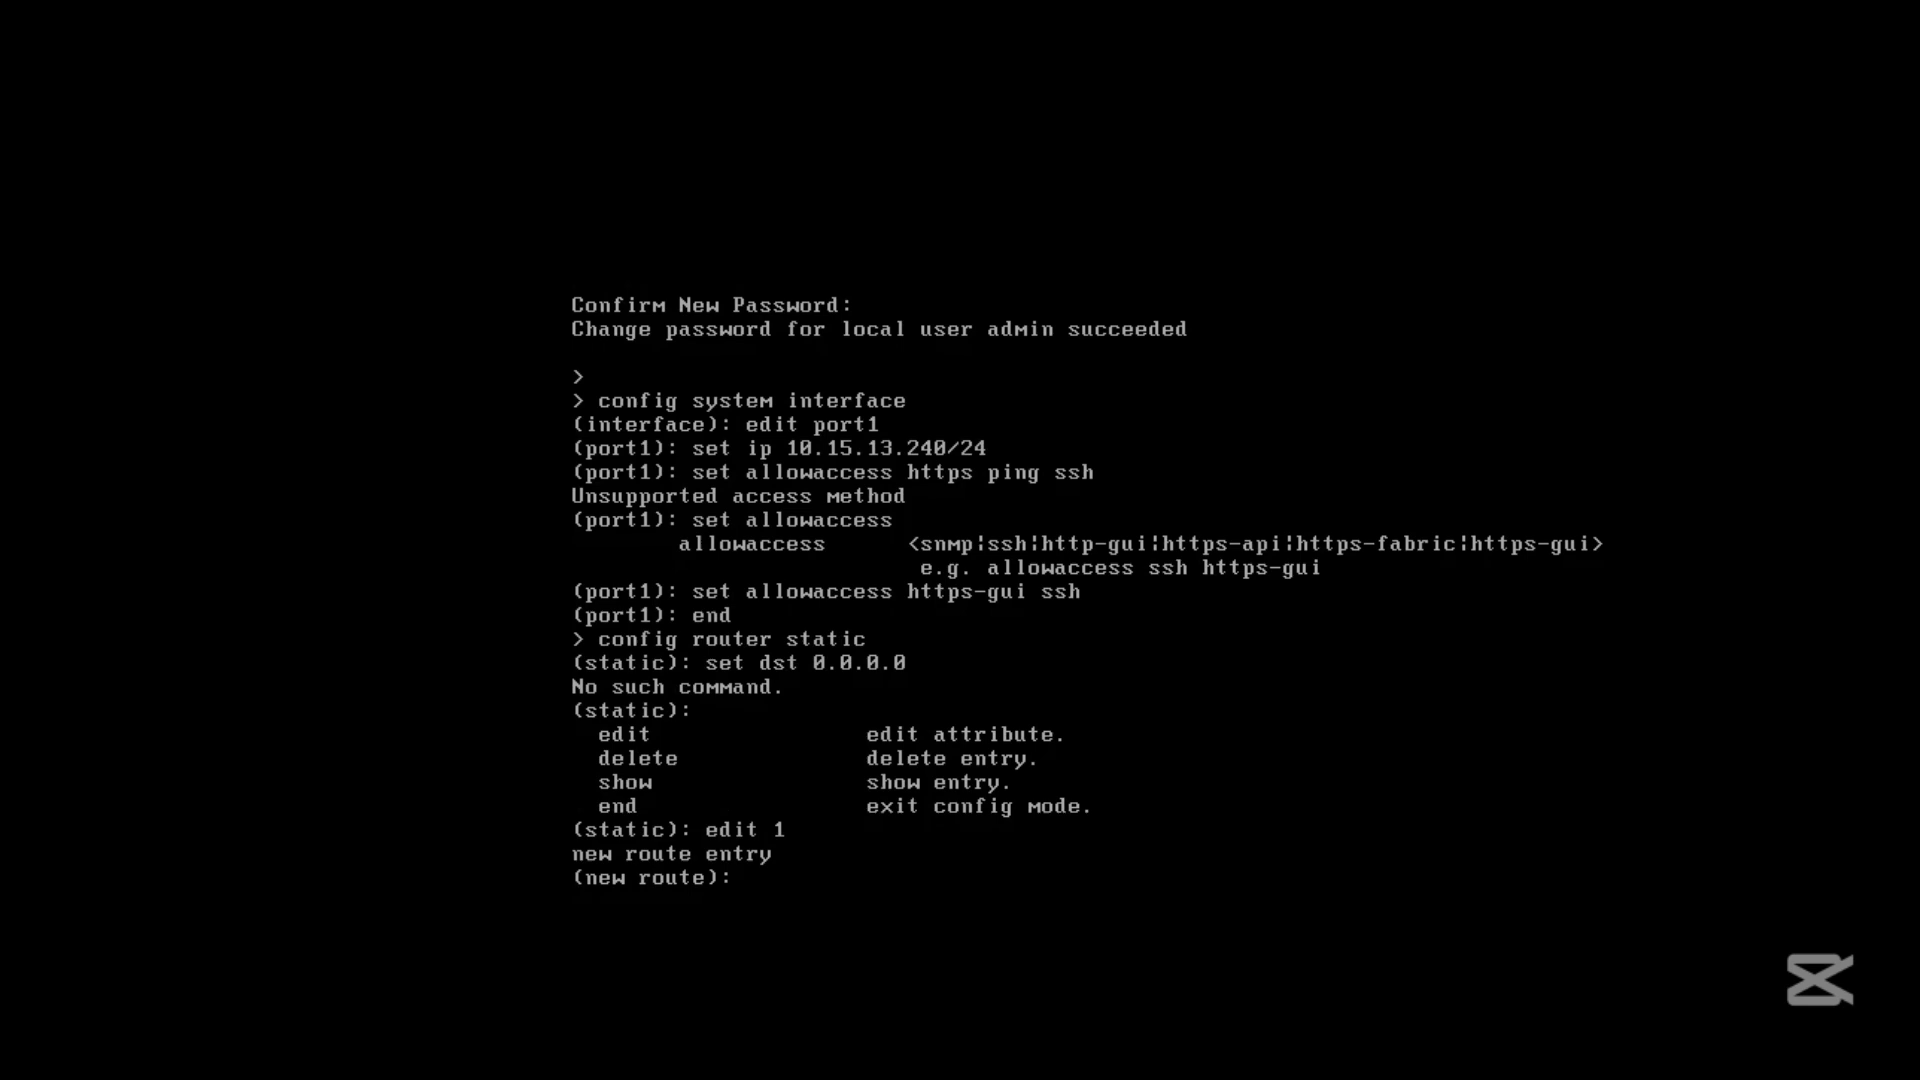 Confirm New Password:
Change password for local user admin succeeded
>
> config system interface
(interface): edit port1
(port1): set ip 10.15.13.240/24
(port1): set allowaccess https ping ssh
Unsupported access method
(port1): set allowaccess
allowaccess <snmp¦ssh¦http-gui¦https-api¦https-fabric¦https-gui>
e.g. allowaccess ssh https-gui
(port1): set allowaccess https-gui ssh
(port1): end
> config router static
(static): set dst 0.0.0.0
No such command.
(static):
edit edit attribute.
delete delete entry.
show show entry.
end exit config mode.
(static): edit 1
new route entry
(new route):